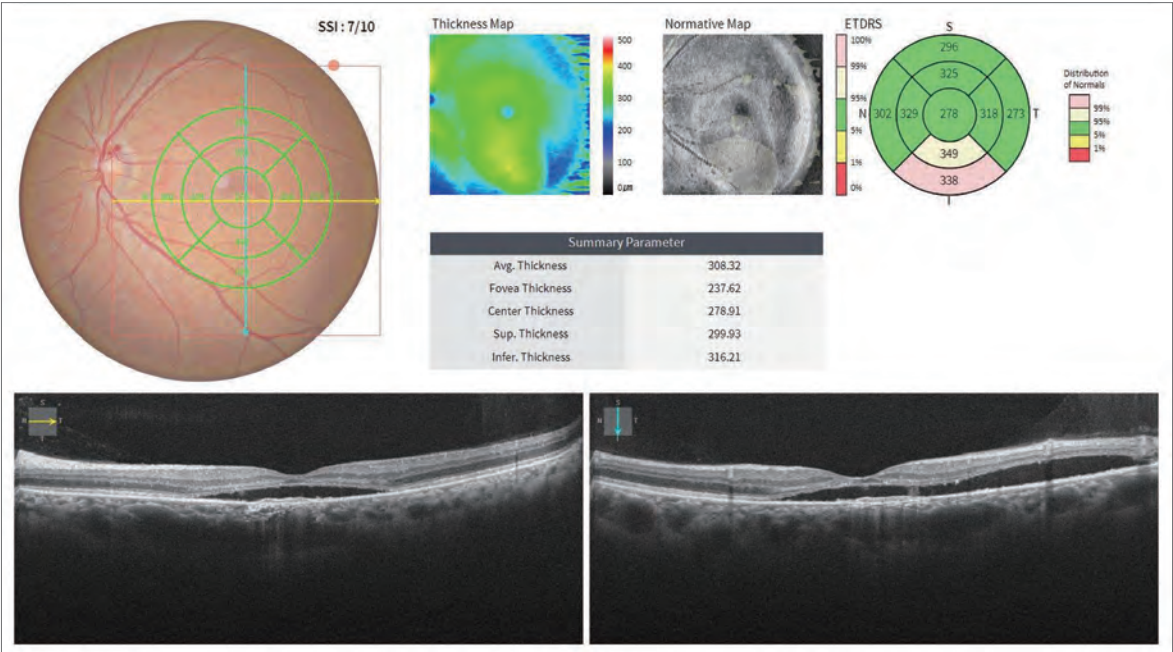 SSI : 7/10
Thickness Map
500
400
300
200
100
0μm
Normative Map
ETDRS
100%
99%
95%
5%
1%
0%
S
296
325
N 302 329 278 318 273 T
349
338
I
Distribution
of Normals
99%
95%
5%
1%
Summary Parameter
Avg. Thickness 308.32
Fovea Thickness 237.62
Center Thickness 278.91
Sup. Thickness 299.93
Infer. Thickness 316.21
S
N T
S
N T
I